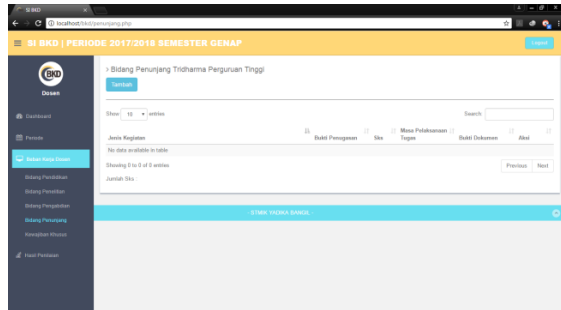 SI BKD
localhost/bkd/penunjang.php
SI BKD | PERIODE 2017/2018 SEMESTER GENAP
Logout
BKD
Dosen
Dashboard
Periode
Beban Kerja Dosen
Bidang Pendidikan
Bidang Penelitian
Bidang Pengabdian
Bidang Penunjang
Kewajiban Khusus
Hasil Penilaian
> Bidang Penunjang Tridharma Perguruan Tinggi
Tambah
Show 10 entries
Search
Jenis Kegiatan Bukti Penugasan Sks Masa Pelaksanaan Tugas Bukti Dokumen Aksi
No data available in table
Showing 0 to 0 of 0 entries
Previous Next
Jumlah Sks :
- STMIK YADIKA BANGIL -